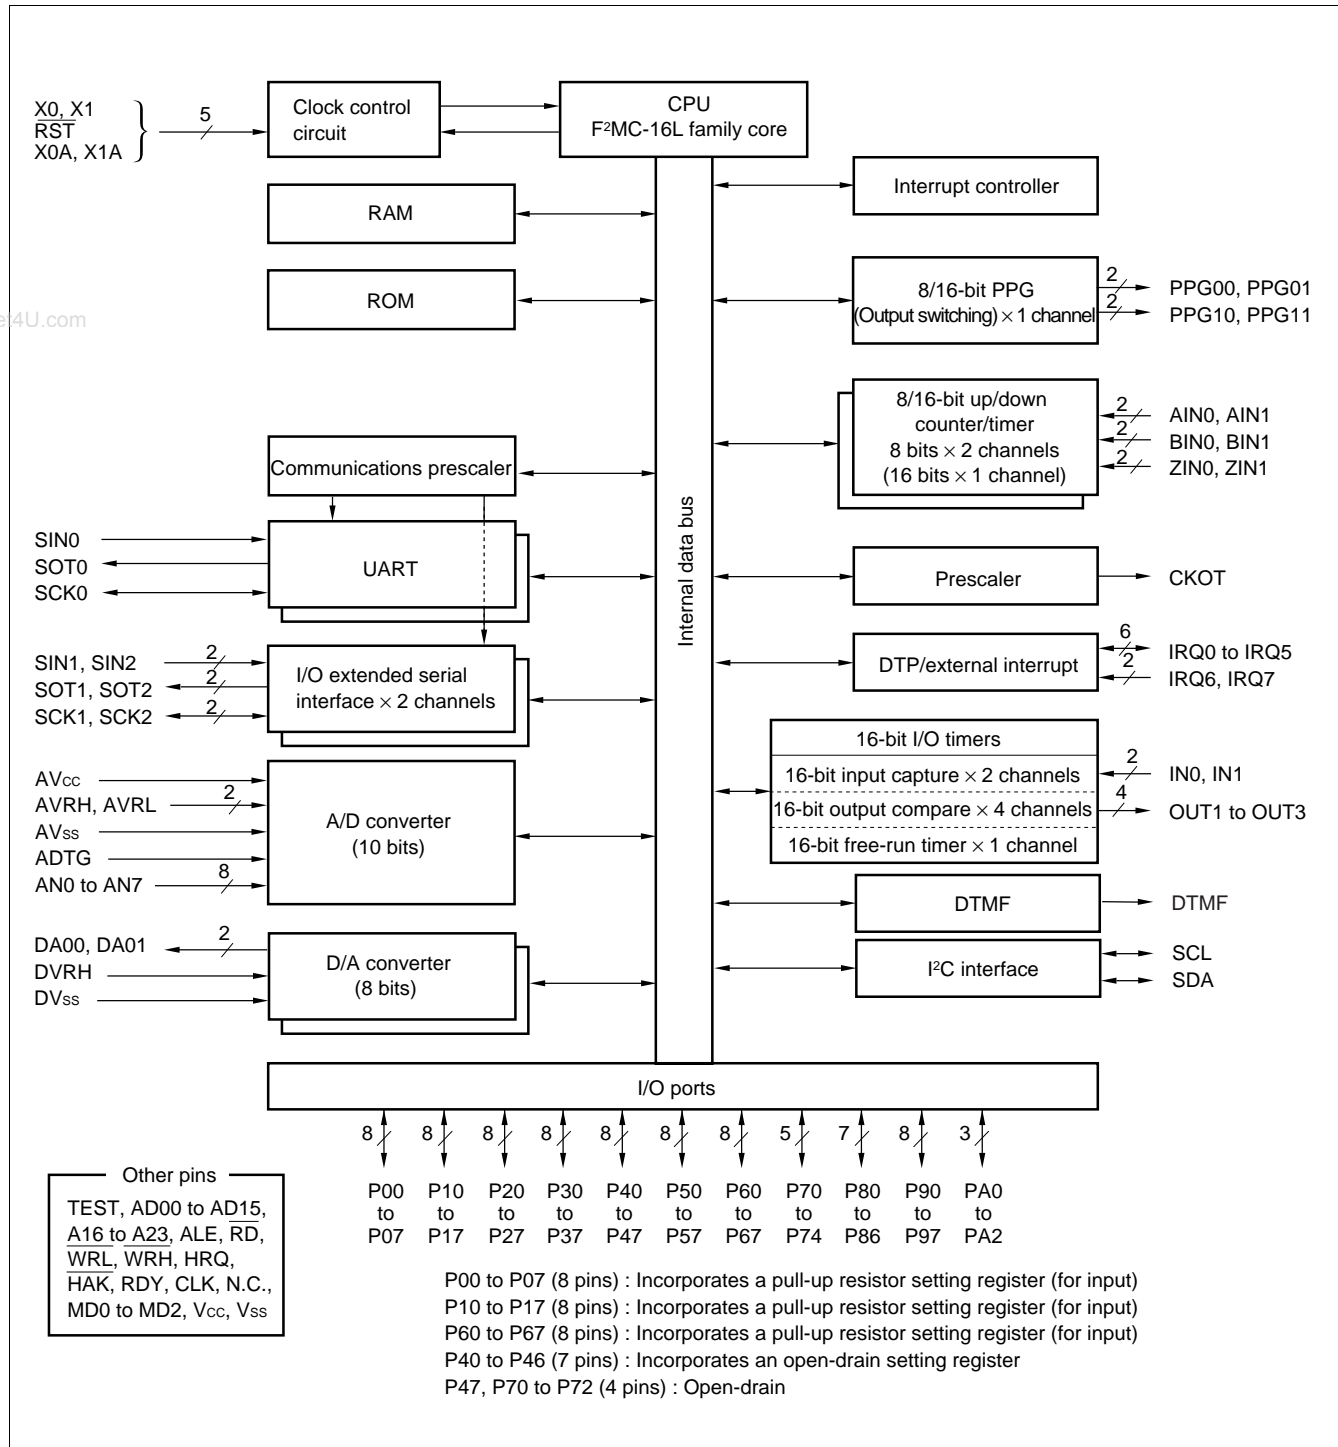 X0, X1
RST
X0A, X1A
5
Clock control
circuit
CPU
F²MC-16L family core
RAM
Interrupt controller
ROM
et4U.com
8/16-bit PPG
(Output switching) × 1 channel
2
2
PPG00, PPG01
PPG10, PPG11
8/16-bit up/down
counter/timer
8 bits × 2 channels
(16 bits × 1 channel)
2
2
2
AIN0, AIN1
BIN0, BIN1
ZIN0, ZIN1
Communications prescaler
Internal data bus
SIN0
SOT0
SCK0
UART
Prescaler
CKOT
SIN1, SIN2
SOT1, SOT2
SCK1, SCK2
2
2
2
I/O extended serial
interface × 2 channels
DTP/external interrupt
6
2
IRQ0 to IRQ5
IRQ6, IRQ7
16-bit I/O timers
16-bit input capture × 2 channels
16-bit output compare × 4 channels
16-bit free-run timer × 1 channel
2
4
IN0, IN1
OUT1 to OUT3
AVCC
AVRH, AVRL
AVSS
ADTG
AN0 to AN7
2
8
A/D converter
(10 bits)
DTMF
DTMF
DA00, DA01
DVRH
DVSS
2
D/A converter
(8 bits)
I²C interface
SCL
SDA
I/O ports
8 8 8 8 8 8 8 5 7 8 3
P00 P10 P20 P30 P40 P50 P60 P70 P80 P90 PA0
to to to to to to to to to to to
P07 P17 P27 P37 P47 P57 P67 P74 P86 P97 PA2
Other pins
TEST, AD00 to AD15,
A16 to A23, ALE, RD,
WRL, WRH, HRQ,
HAK, RDY, CLK, N.C.,
MD0 to MD2, VCC, VSS
P00 to P07 (8 pins) : Incorporates a pull-up resistor setting register (for input)
P10 to P17 (8 pins) : Incorporates a pull-up resistor setting register (for input)
P60 to P67 (8 pins) : Incorporates a pull-up resistor setting register (for input)
P40 to P46 (7 pins) : Incorporates an open-drain setting register
P47, P70 to P72 (4 pins) : Open-drain